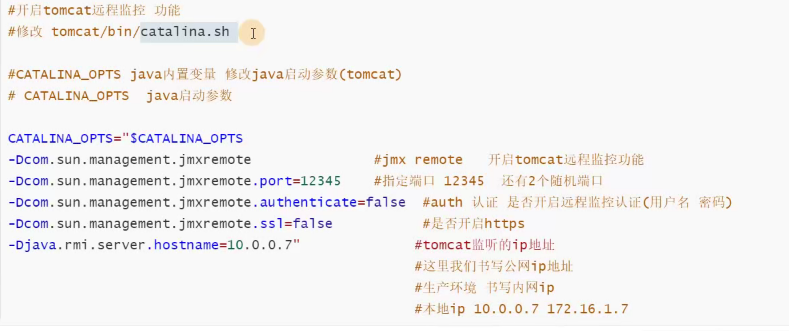 #开启tomcat远程监控 功能
#修改 tomcat/bin/catalina.sh
#CATALINA_OPTS java内置变量 修改java启动参数(tomcat)
# CATALINA_OPTS java启动参数
CATALINA_OPTS="$CATALINA_OPTS
-Dcom.sun.management.jmxremote #jmx remote 开启tomcat远程监控功能
-Dcom.sun.management.jmxremote.port=12345 #指定端口 12345 还有2个随机端口
-Dcom.sun.management.jmxremote.authenticate=false #auth 认证 是否开启远程监控认证(用户名 密码)
-Dcom.sun.management.jmxremote.ssl=false #是否开启https
-Djava.rmi.server.hostname=10.0.0.7" #tomcat监听的ip地址
#这里我们书写公网ip地址
#生产环境 书写内网ip
#本地ip 10.0.0.7 172.16.1.7